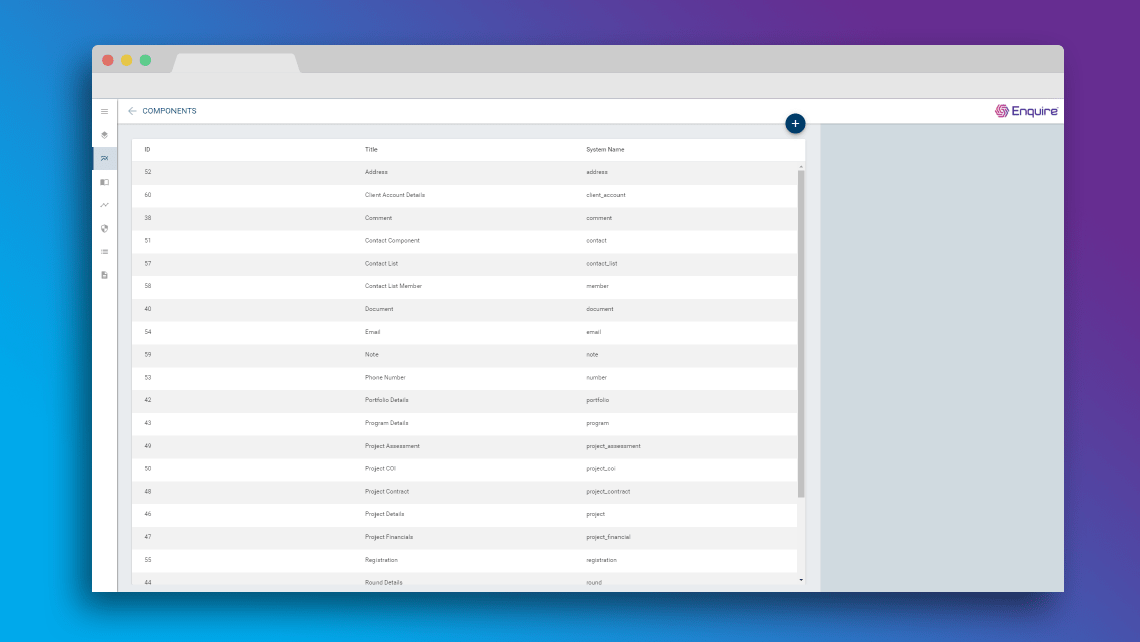 COMPONENTS
Enquire
+
ID Title System Name
52 Address address
60 Client Account Details client_account
38 Comment comment
51 Contact Component contact
57 Contact List contact_list
58 Contact List Member member
40 Document document
54 Email email
59 Note note
53 Phone Number number
42 Portfolio Details portfolio
43 Program Details program
49 Project Assessment project_assessment
50 Project COI project_coi
48 Project Contract project_contract
46 Project Details project
47 Project Financials project_financial
55 Registration registration
44 Round Details round